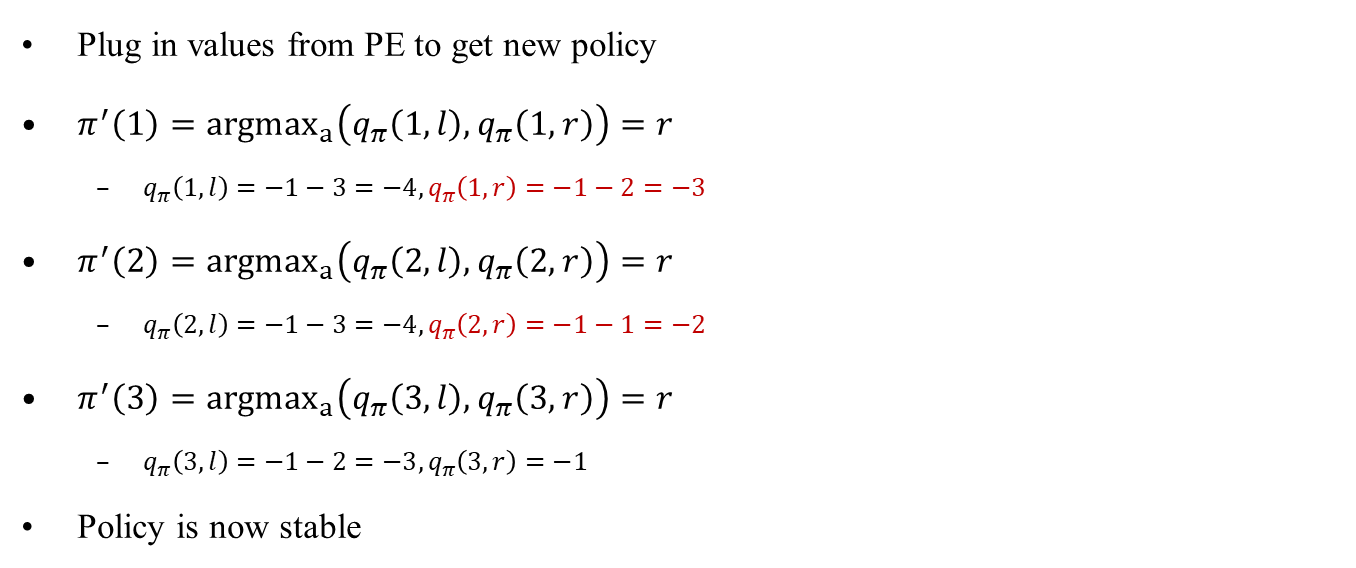 • Plug in values from PE to get new policy
• 𝜋′(1) = argmaxₐ(𝑞_𝜋(1, 𝑙), 𝑞_𝜋(1, 𝑟)) = 𝑟
– 𝑞_𝜋(1, 𝑙) = −1 − 3 = −4, 𝑞_𝜋(1, 𝑟) = −1 − 2 = −3
• 𝜋′(2) = argmaxₐ(𝑞_𝜋(2, 𝑙), 𝑞_𝜋(2, 𝑟)) = 𝑟
– 𝑞_𝜋(2, 𝑙) = −1 − 3 = −4, 𝑞_𝜋(2, 𝑟) = −1 − 1 = −2
• 𝜋′(3) = argmaxₐ(𝑞_𝜋(3, 𝑙), 𝑞_𝜋(3, 𝑟)) = 𝑟
– 𝑞_𝜋(3, 𝑙) = −1 − 2 = −3, 𝑞_𝜋(3, 𝑟) = −1
• Policy is now stable